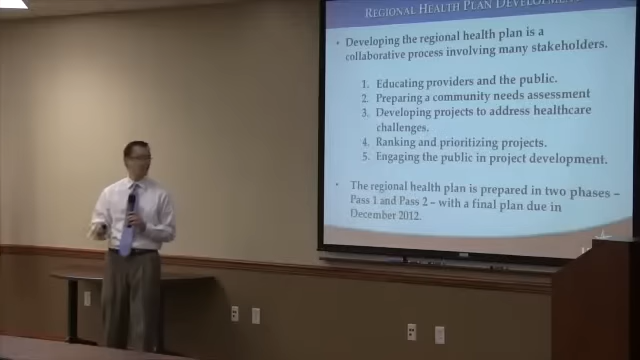 REGIONAL HEALTH PLAN DEVELOPMENT
• Developing the regional health plan is a
collaborative process involving many stakeholders.
1. Educating providers and the public.
2. Preparing a community needs assessment
3. Developing projects to address healthcare
challenges.
4. Ranking and prioritizing projects.
5. Engaging the public in project development.
• The regional health plan is prepared in two phases –
Pass 1 and Pass 2 – with a final plan due in
December 2012.